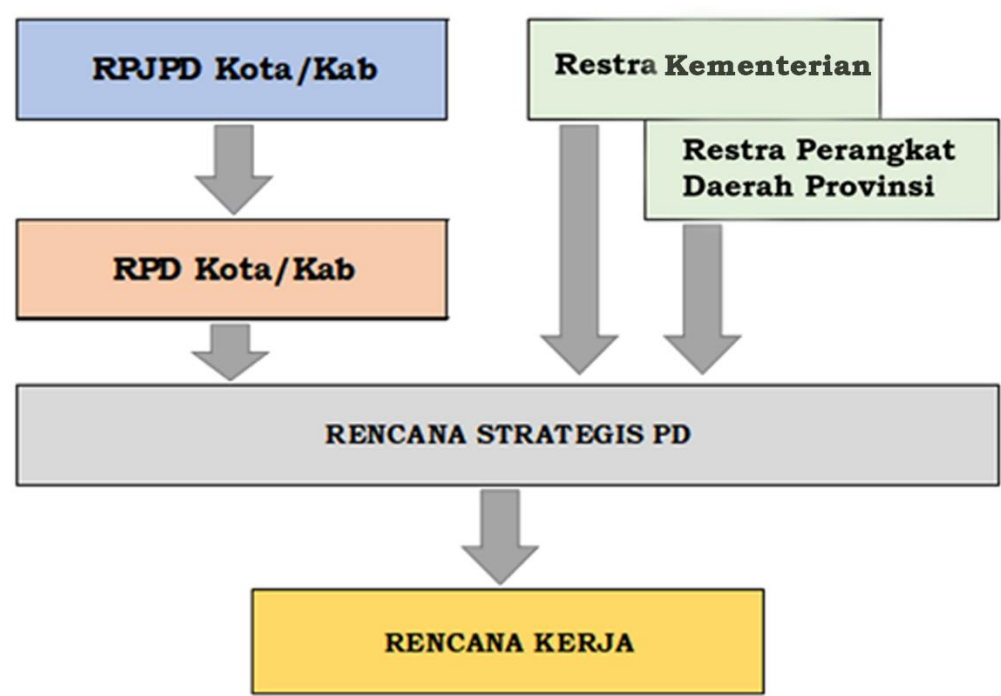 RPJPD Kota/Kab
Restra Kementerian
Restra Perangkat
Daerah Provinsi
RPD Kota/Kab
RENCANA STRATEGIS PD
RENCANA KERJA